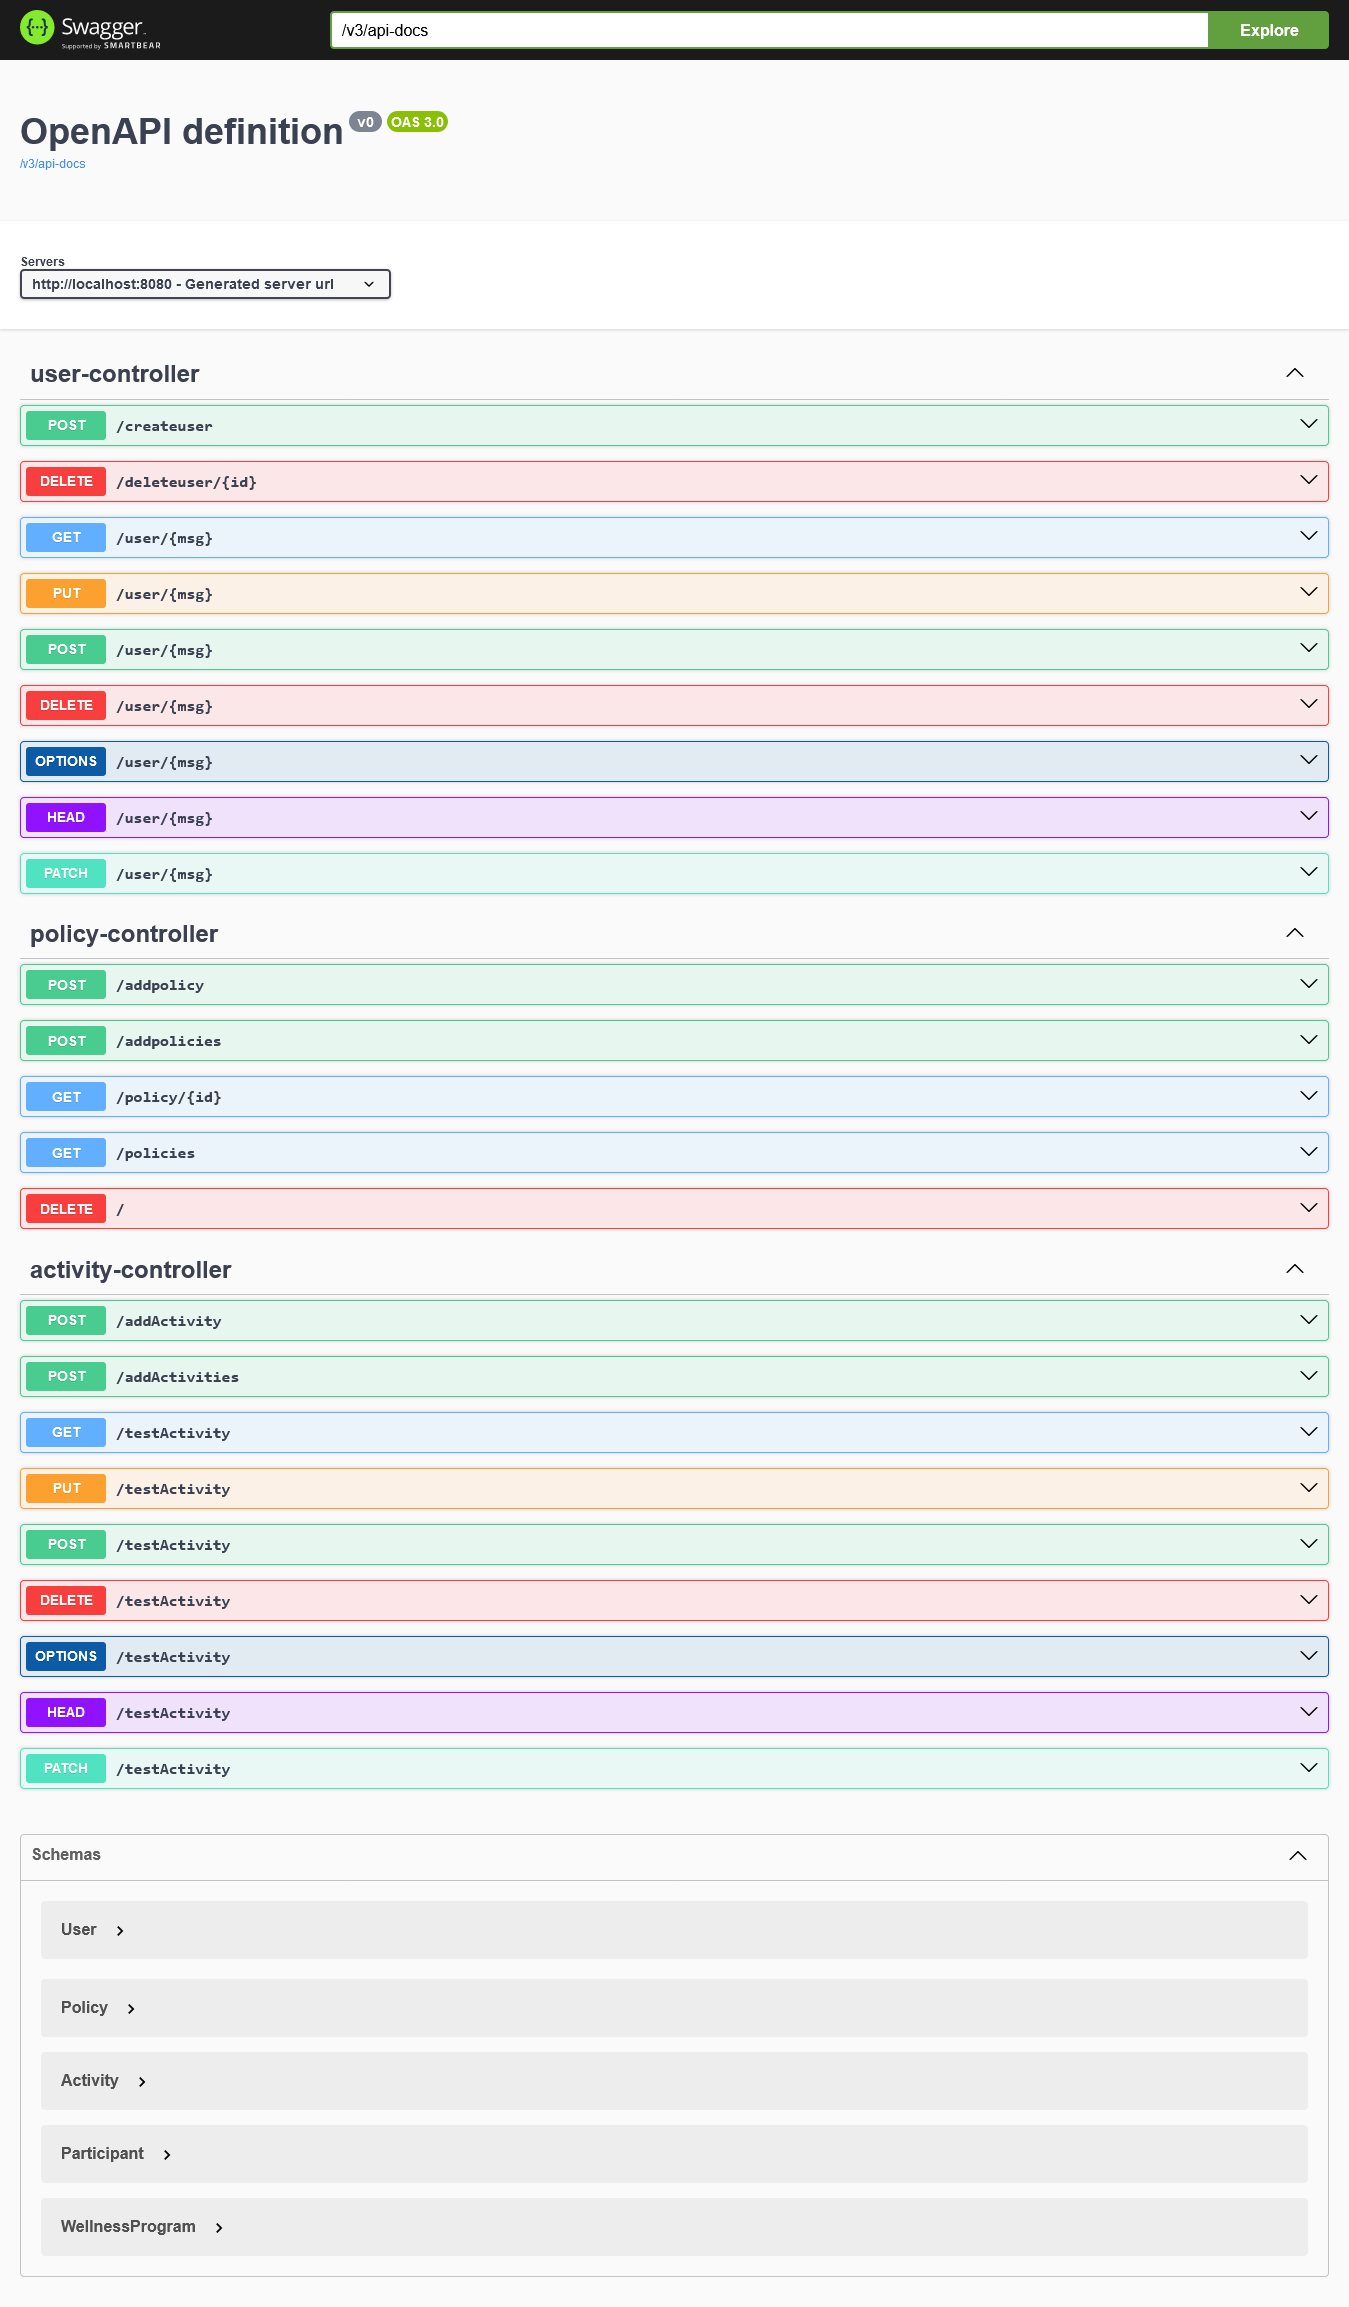 Swagger.
Supported by SMARTBEAR
/v3/api-docs
Explore
OpenAPI definition v0 OAS 3.0
/v3/api-docs
Servers
http://localhost:8080 - Generated server url
user-controller
POST /createuser
DELETE /deleteuser/{id}
GET /user/{msg}
PUT /user/{msg}
POST /user/{msg}
DELETE /user/{msg}
OPTIONS /user/{msg}
HEAD /user/{msg}
PATCH /user/{msg}
policy-controller
POST /addpolicy
POST /addpolicies
GET /policy/{id}
GET /policies
DELETE /
activity-controller
POST /addActivity
POST /addActivities
GET /testActivity
PUT /testActivity
POST /testActivity
DELETE /testActivity
OPTIONS /testActivity
HEAD /testActivity
PATCH /testActivity
Schemas
User
Policy
Activity
Participant
WellnessProgram